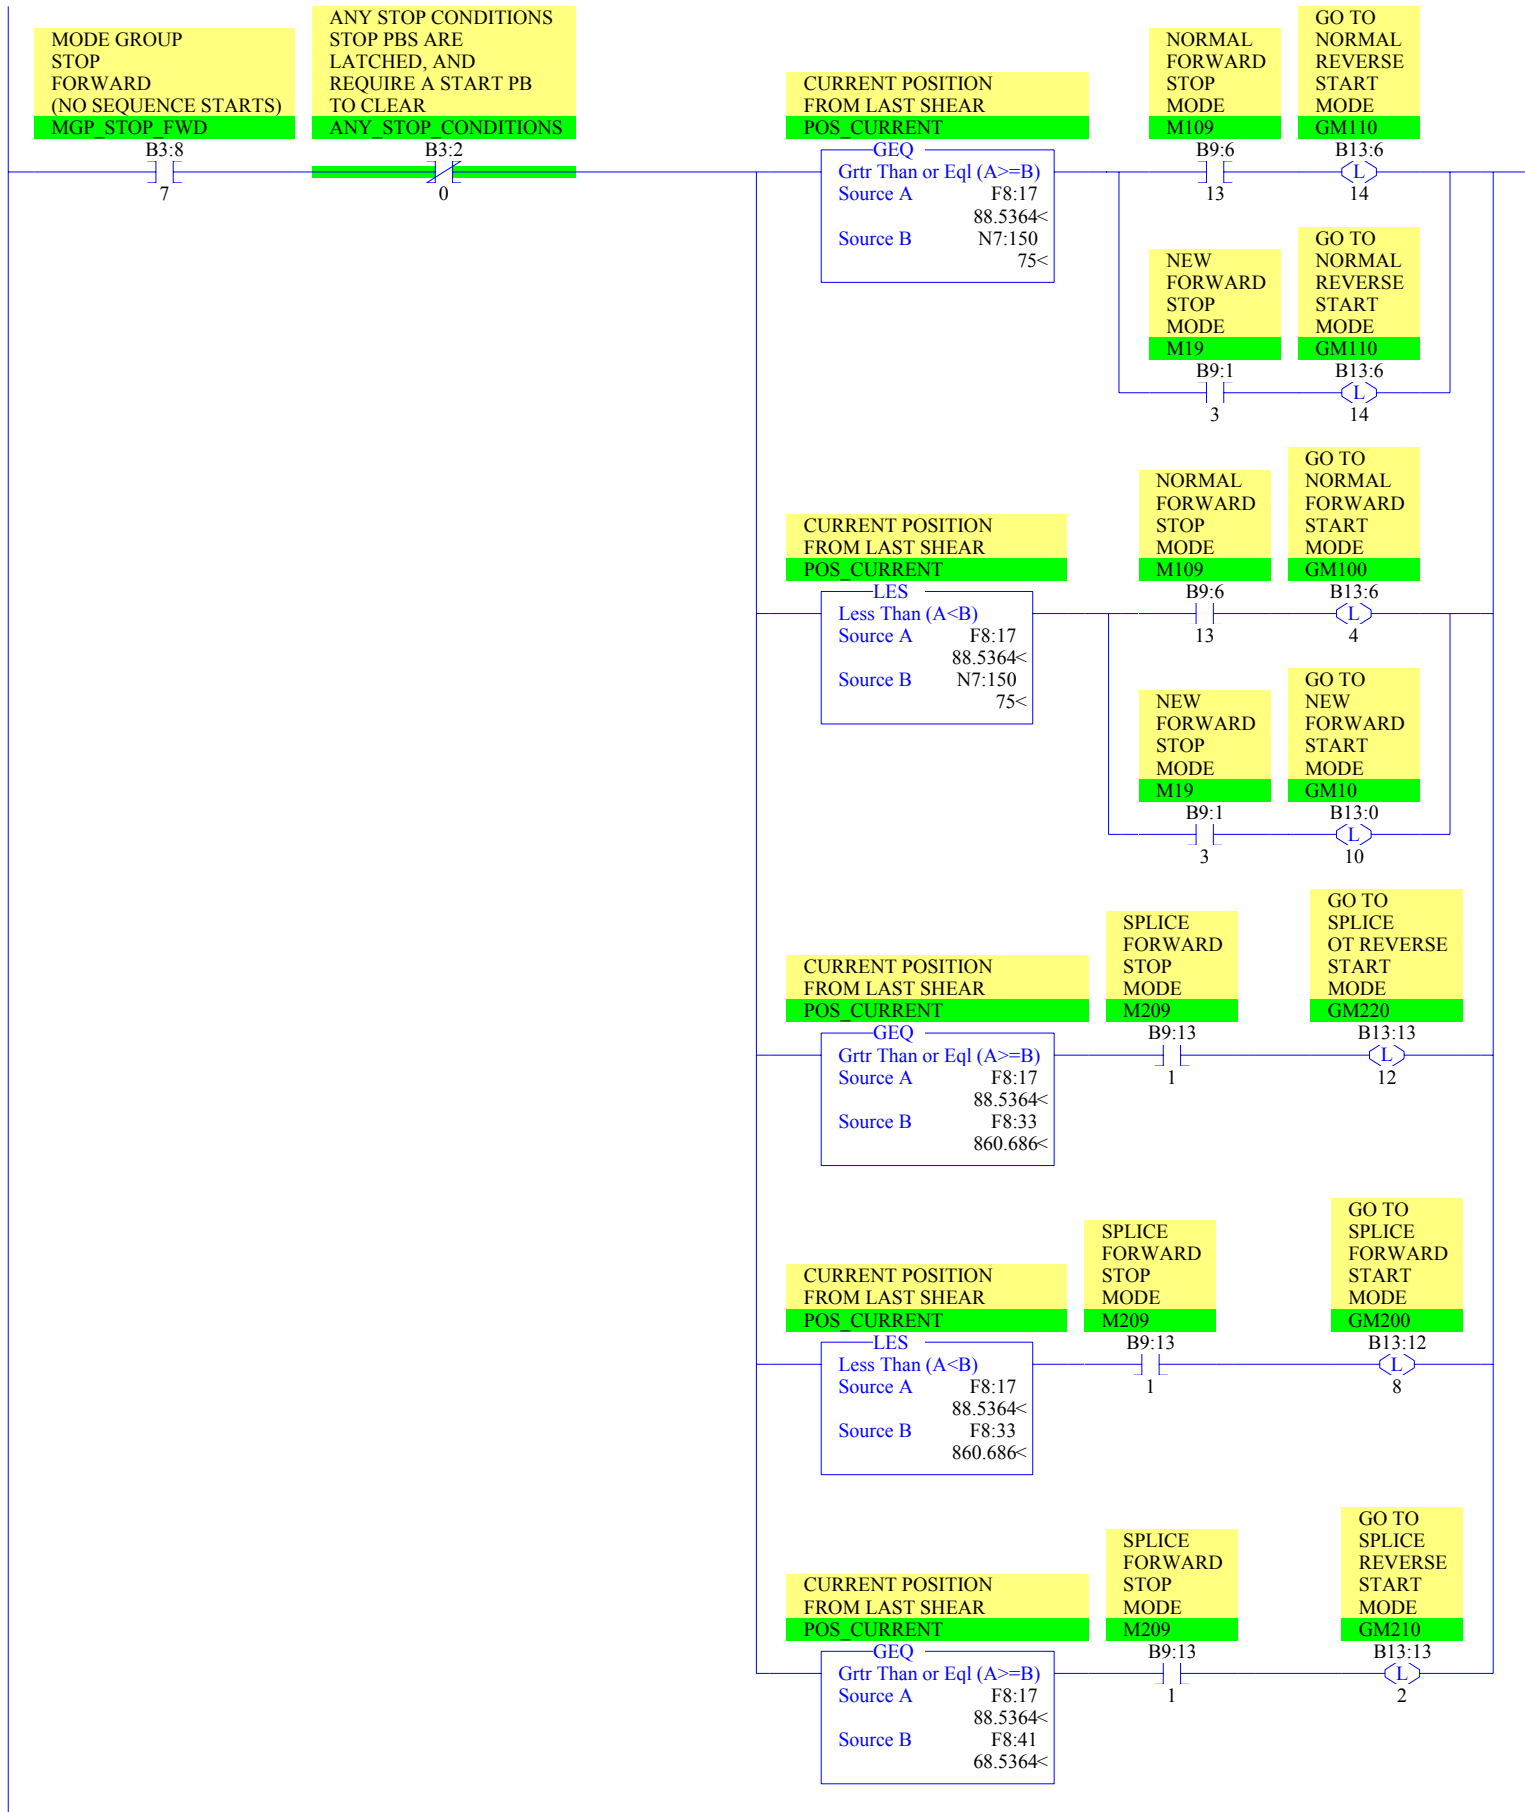 MODE GROUP
STOP
FORWARD
(NO SEQUENCE STARTS)
MGP_STOP_FWD
B3:8
7
ANY STOP CONDITIONS
STOP PBS ARE
LATCHED, AND
REQUIRE A START PB
TO CLEAR
ANY_STOP_CONDITIONS
B3:2
0
CURRENT POSITION
FROM LAST SHEAR
POS_CURRENT
GEQ
Grtr Than or Eql (A>=B)
Source A F8:17
88.5364<
Source B N7:150
75<
NORMAL
FORWARD
STOP
MODE
M109
B9:6
13
GO TO
NORMAL
REVERSE
START
MODE
GM110
B13:6
L
14
NEW
FORWARD
STOP
MODE
M19
B9:1
3
GO TO
NORMAL
REVERSE
START
MODE
GM110
B13:6
L
14
CURRENT POSITION
FROM LAST SHEAR
POS_CURRENT
LES
Less Than (A<B)
Source A F8:17
88.5364<
Source B N7:150
75<
NORMAL
FORWARD
STOP
MODE
M109
B9:6
13
GO TO
NORMAL
FORWARD
START
MODE
GM100
B13:6
L
4
NEW
FORWARD
STOP
MODE
M19
B9:1
3
GO TO
NEW
FORWARD
START
MODE
GM10
B13:0
L
10
CURRENT POSITION
FROM LAST SHEAR
POS_CURRENT
GEQ
Grtr Than or Eql (A>=B)
Source A F8:17
88.5364<
Source B F8:33
860.686<
SPLICE
FORWARD
STOP
MODE
M209
B9:13
1
GO TO
SPLICE
OT REVERSE
START
MODE
GM220
B13:13
L
12
CURRENT POSITION
FROM LAST SHEAR
POS_CURRENT
LES
Less Than (A<B)
Source A F8:17
88.5364<
Source B F8:33
860.686<
SPLICE
FORWARD
STOP
MODE
M209
B9:13
1
GO TO
SPLICE
FORWARD
START
MODE
GM200
B13:12
L
8
CURRENT POSITION
FROM LAST SHEAR
POS_CURRENT
GEQ
Grtr Than or Eql (A>=B)
Source A F8:17
88.5364<
Source B F8:41
68.5364<
SPLICE
FORWARD
STOP
MODE
M209
B9:13
1
GO TO
SPLICE
REVERSE
START
MODE
GM210
B13:13
L
2